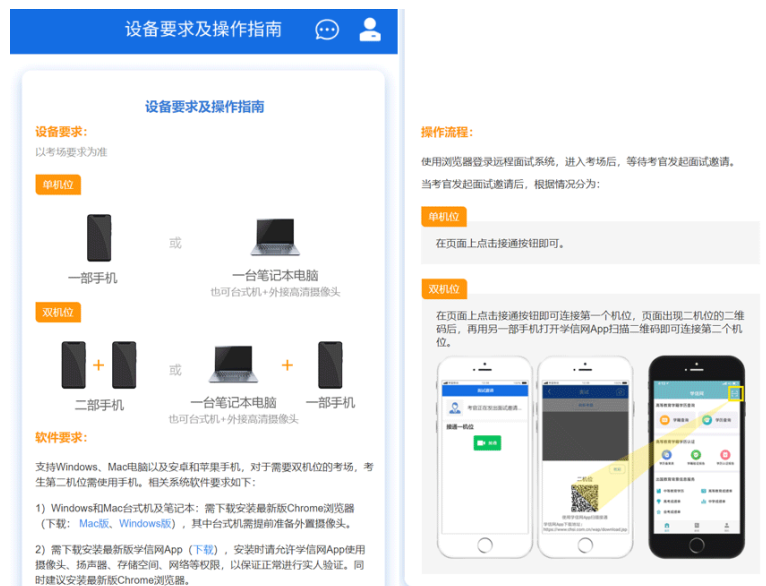 设备要求及操作指南
设备要求及操作指南
设备要求:
以考场要求为准
单机位
或
一部手机
一台笔记本电脑
也可台式机+外接高清摄像头
双机位
+
或
+
二部手机
一台笔记本电脑
一部手机
也可台式机+外接高清摄像头
软件要求:
支持Windows、Mac电脑以及安卓和苹果手机,对于需要双机位的考场,考
生第二机位需使用手机。相关系统软件要求如下:
1)Windows和Mac台式机及笔记本:需下载安装最新版Chrome浏览器
(下载: Mac版、Windows版),其中台式机需提前准备外置摄像头。
2)需下载安装最新版学信网App(下载),安装时请允许学信网App使用
摄像头、扬声器、存储空间、网络等权限,以保证正常进行实人验证。同
时建议安装最新版Chrome浏览器。
操作流程:
使用浏览器登录远程面试系统,进入考场后,等待考官发起面试邀请。
当考官发起面试邀请后,根据情况分为:
单机位
在页面上点击接通按钮即可。
双机位
在页面上点击接通按钮即可连接第一个机位,页面出现二机位的二维
码后,再用另一部手机打开学信网App扫描二维码即可连接第二个机
位。
考官正在发出面试邀请...
接通一机位
接通
二机位
学信网